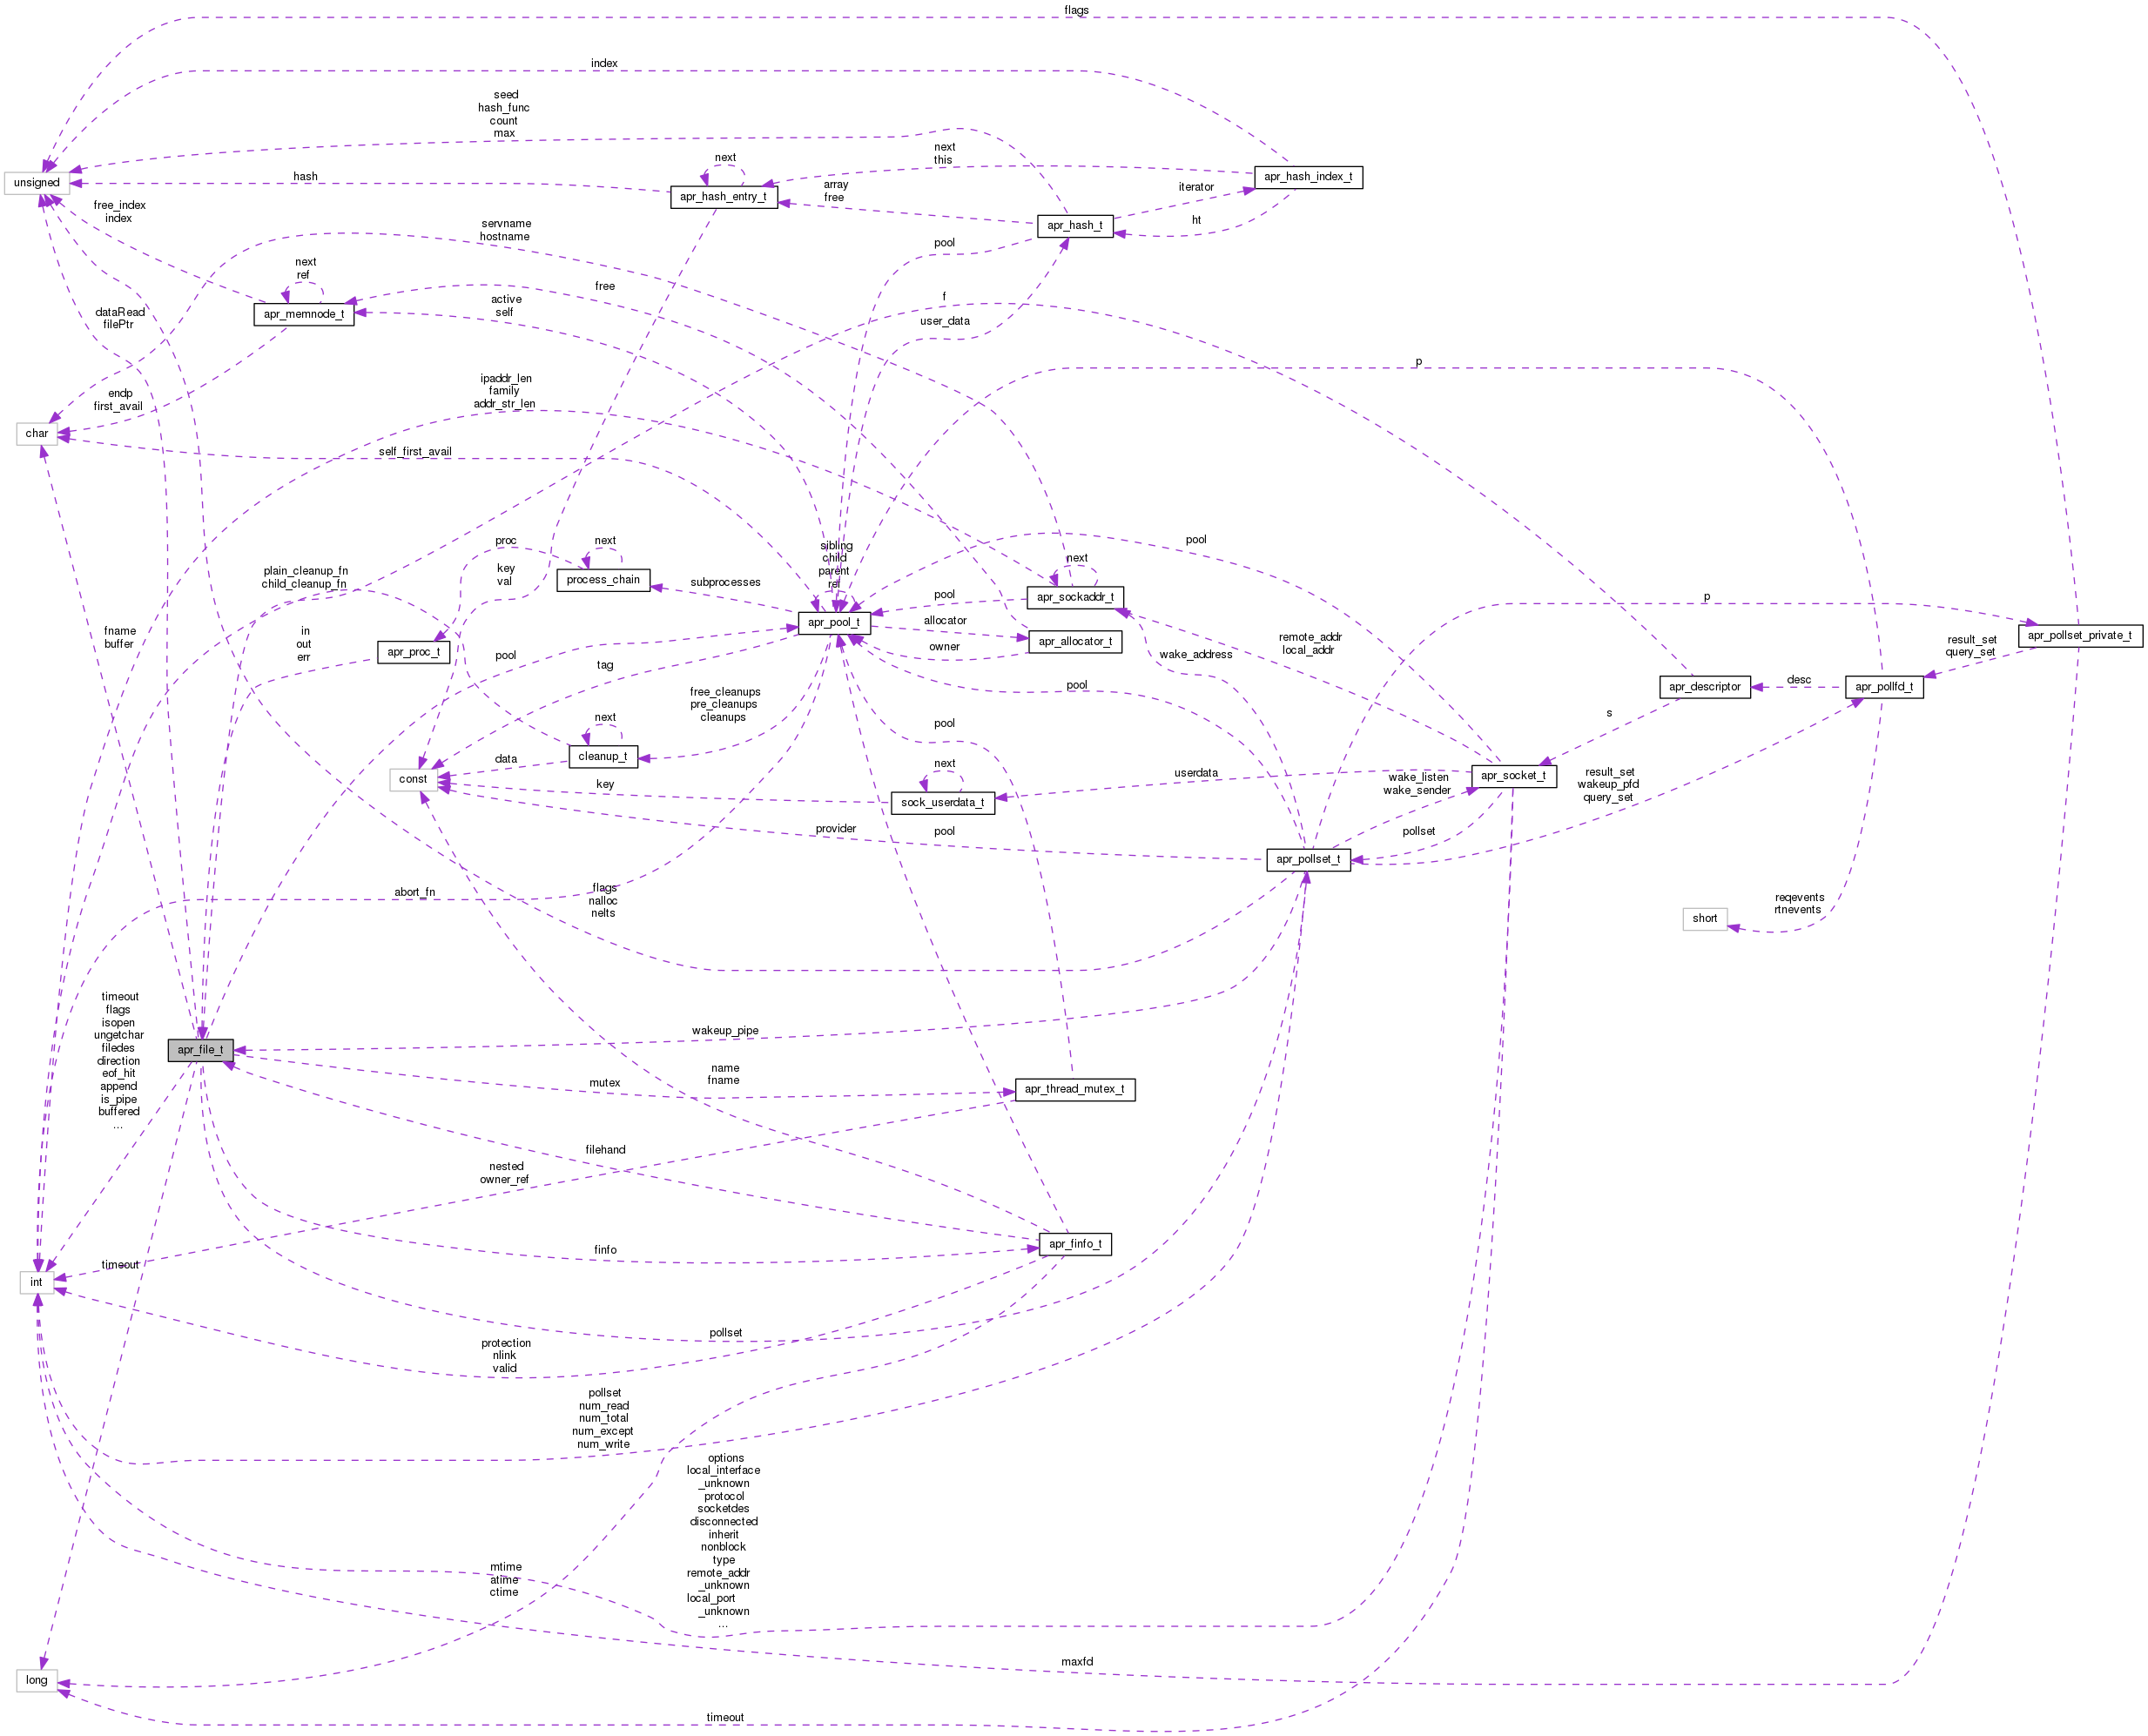 flags
index
seed
hash_func
count
max
next
this
next
unsigned
hash
apr_hash_index_t
apr_hash_entry_t
array
free
iterator
free_index
index
servname
hostname
apr_hash_t
ht
pool
next
ref
free
active
self
f
dataRead
filePtr
apr_memnode_t
user_data
p
ipaddr_len
family
addr_str_len
endp
first_avail
char
self_first_avail
proc
next
pool
sibling
child
parent
ref
next
key
val
plain_cleanup_fn
child_cleanup_fn
process_chain
subprocesses
pool
apr_sockaddr_t
p
apr_pool_t
allocator
fname
buffer
in
out
err
apr_proc_t
apr_allocator_t
remote_addr
local_addr
apr_pollset_private_t
result_set
query_set
pool
tag
owner
wake_address
free_cleanups
pre_cleanups
cleanups
pool
apr_descriptor
desc
apr_pollfd_t
next
pool
s
cleanup_t
data
const
next
userdata
apr_socket_t
key
sock_userdata_t
wake_listen
wake_sender
result_set
wakeup_pfd
query_set
provider
pool
pollset
apr_pollset_t
abort_fn
flags
nalloc
nelts
reqevents
rtnevents
short
timeout
flags
isopen
ungetchar
filedes
direction
eof_hit
append
is_pipe
buffered
...
wakeup_pipe
apr_file_t
name
fname
mutex
apr_thread_mutex_t
filehand
nested
owner_ref
apr_finfo_t
finfo
timeout
int
pollset
protection
nlink
valid
pollset
num_read
num_total
num_except
num_write
options
local_interface
_unknown
protocol
socketdes
disconnected
inherit
nonblock
type
remote_addr
_unknown
local_port
_unknown
...
mtime
atime
ctime
maxfd
long
timeout